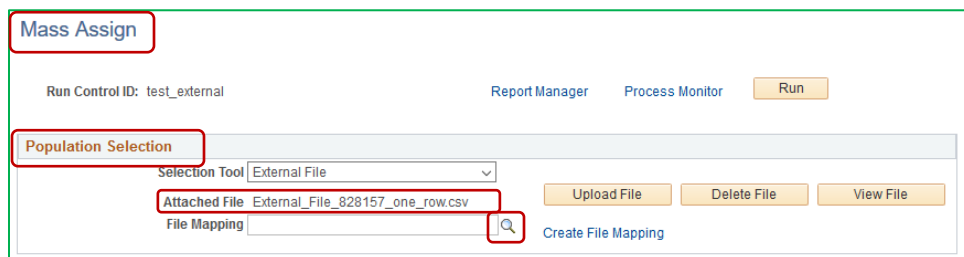 Mass Assign
Run Control ID: test_external Report Manager Process Monitor Run
Population Selection
Selection Tool External File
Attached File External_File_828157_one_row.csv Upload File Delete File View File
File Mapping Create File Mapping